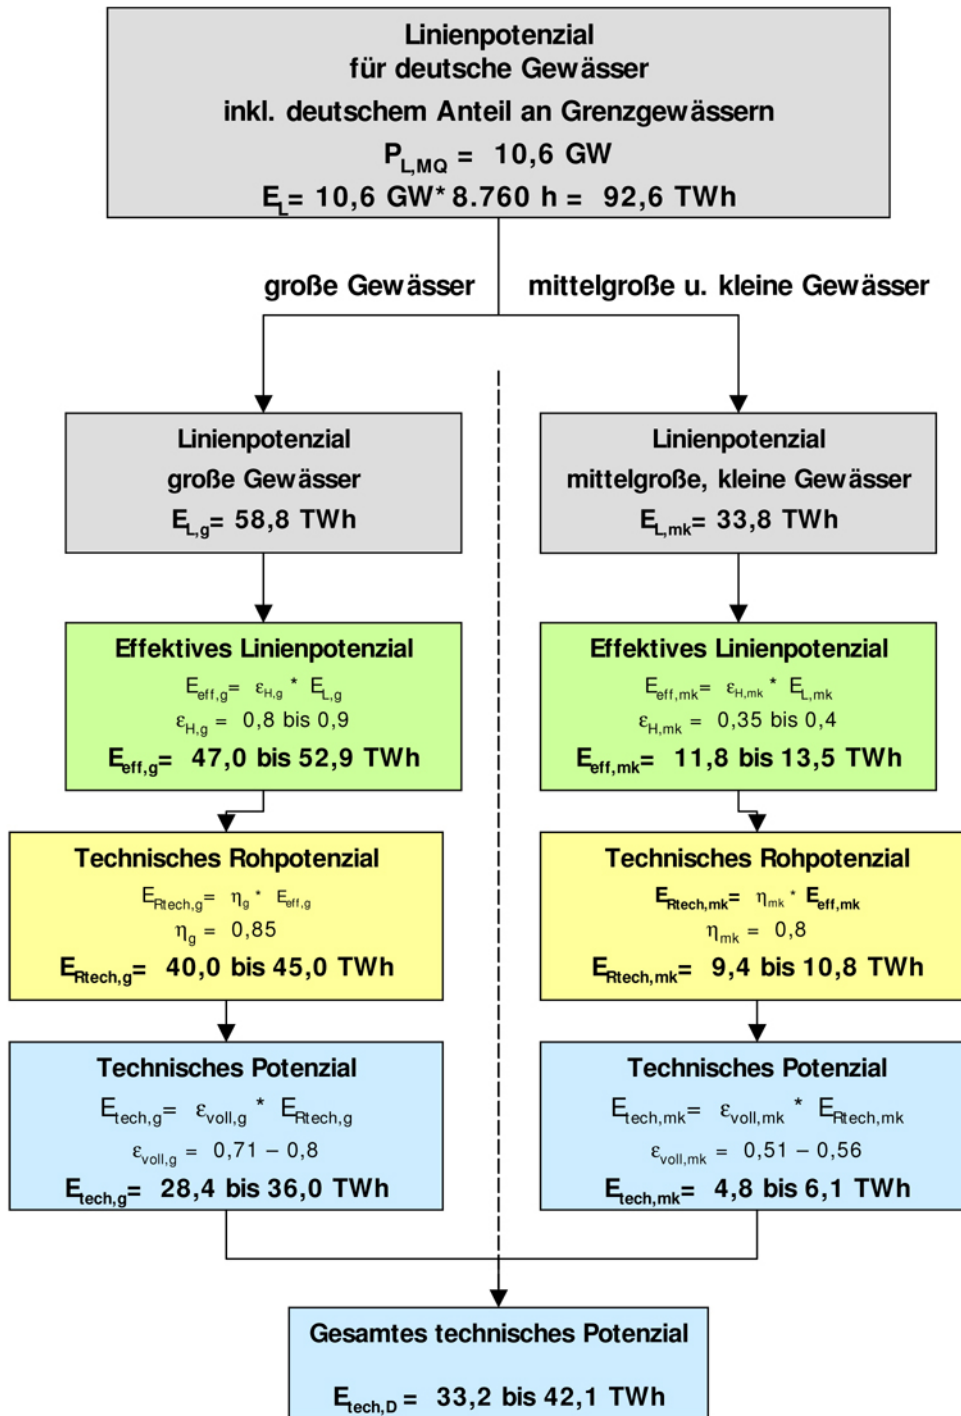 Linienpotenzial
für deutsche Gewässer
inkl. deutschem Anteil an Grenzgewässern
P_L,MQ = 10,6 GW
E_L= 10,6 GW* 8.760 h = 92,6 TWh
große Gewässer
mittelgroße u. kleine Gewässer
Linienpotenzial
große Gewässer
E_L,g= 58,8 TWh
Linienpotenzial
mittelgroße, kleine Gewässer
E_L,mk= 33,8 TWh
Effektives Linienpotenzial
E_eff,g= ε_H,g * E_L,g
ε_H,g = 0,8 bis 0,9
E_eff,g= 47,0 bis 52,9 TWh
Effektives Linienpotenzial
E_eff,mk= ε_H,mk * E_L,mk
ε_H,mk = 0,35 bis 0,4
E_eff,mk= 11,8 bis 13,5 TWh
Technisches Rohpotenzial
E_Rtech,g= η_g * E_eff,g
η_g = 0,85
E_Rtech,g= 40,0 bis 45,0 TWh
Technisches Rohpotenzial
E_Rtech,mk= η_mk * E_eff,mk
η_mk = 0,8
E_Rtech,mk= 9,4 bis 10,8 TWh
Technisches Potenzial
E_tech,g= ε_voll,g * E_Rtech,g
ε_voll,g = 0,71 – 0,8
E_tech,g= 28,4 bis 36,0 TWh
Technisches Potenzial
E_tech,mk= ε_voll,mk * E_Rtech,mk
ε_voll,mk = 0,51 – 0,56
E_tech,mk= 4,8 bis 6,1 TWh
Gesamtes technisches Potenzial
E_tech,D = 33,2 bis 42,1 TWh